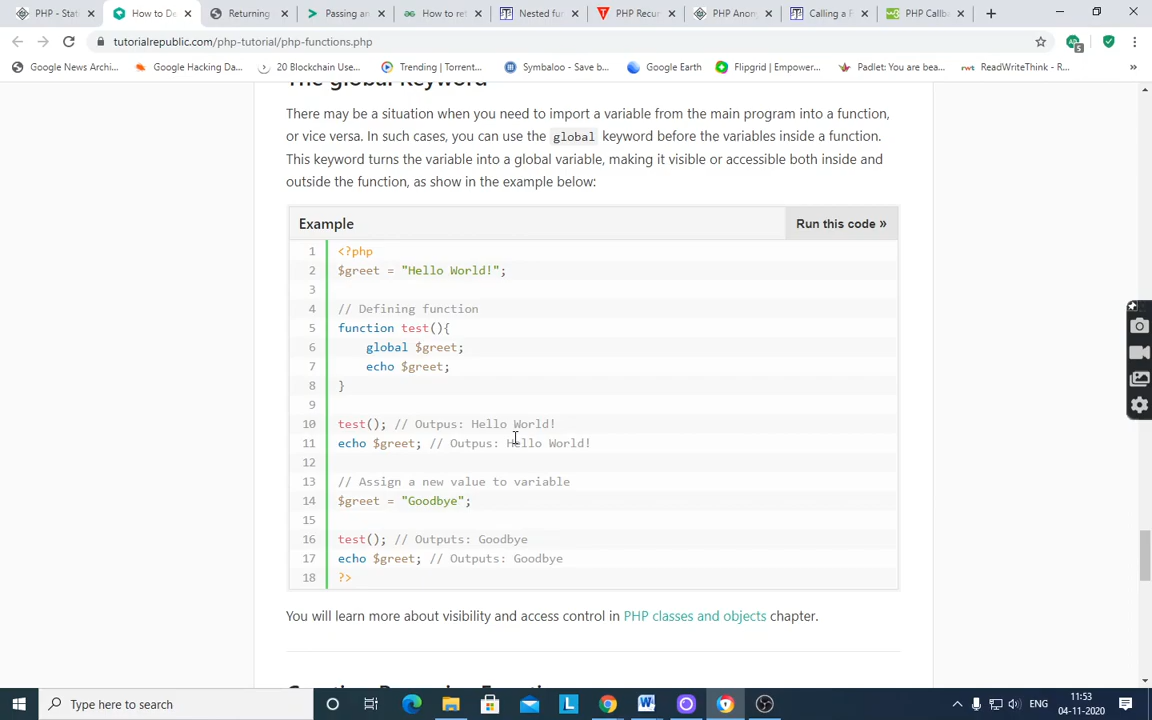 PHP - Stat
How to De
Returning
Passing an
How to re
Nested fu
PHP Recu
PHP Anon
Calling a F
PHP Callb
tutorialrepublic.com/php-tutorial/php-functions.php
5
Google News Archi...
Google Hacking Da...
20 Blockchain Use...
Trending | Torrent...
Symbaloo - Save b...
Google Earth
Flipgrid | Empower...
Padlet: You are bea...
rwt ReadWriteThink - R...
The global Keyword
There may be a situation when you need to import a variable from the main program into a function,
or vice versa. In such cases, you can use the global keyword before the variables inside a function.
This keyword turns the variable into a global variable, making it visible or accessible both inside and
outside the function, as show in the example below:
Example
Run this code »
1 <?php
2 $greet = "Hello World!";
3
4 // Defining function
5 function test(){
6 global $greet;
7 echo $greet;
8 }
9
10 test(); // Outpus: Hello World!
11 echo $greet; // Outpus: Hello World!
12
13 // Assign a new value to variable
14 $greet = "Goodbye";
15
16 test(); // Outputs: Goodbye
17 echo $greet; // Outputs: Goodbye
18 ?>
You will learn more about visibility and access control in PHP classes and objects chapter.
Type here to search
ENG
11:53
04-11-2020